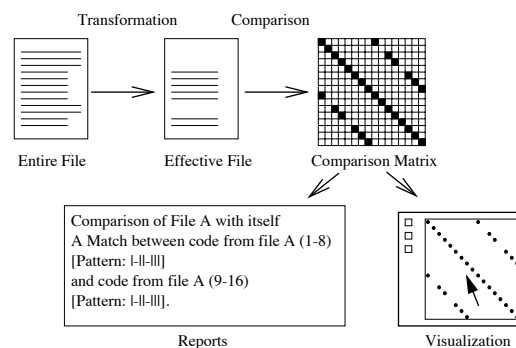 Transformation
Comparison
Entire File
Effective File
Comparison Matrix
Comparison of File A with itself
A Match between code from file A (1-8)
[Pattern: |-||-|||]
and code from file A (9-16)
[Pattern: |-||-|||].
Reports
Visualization